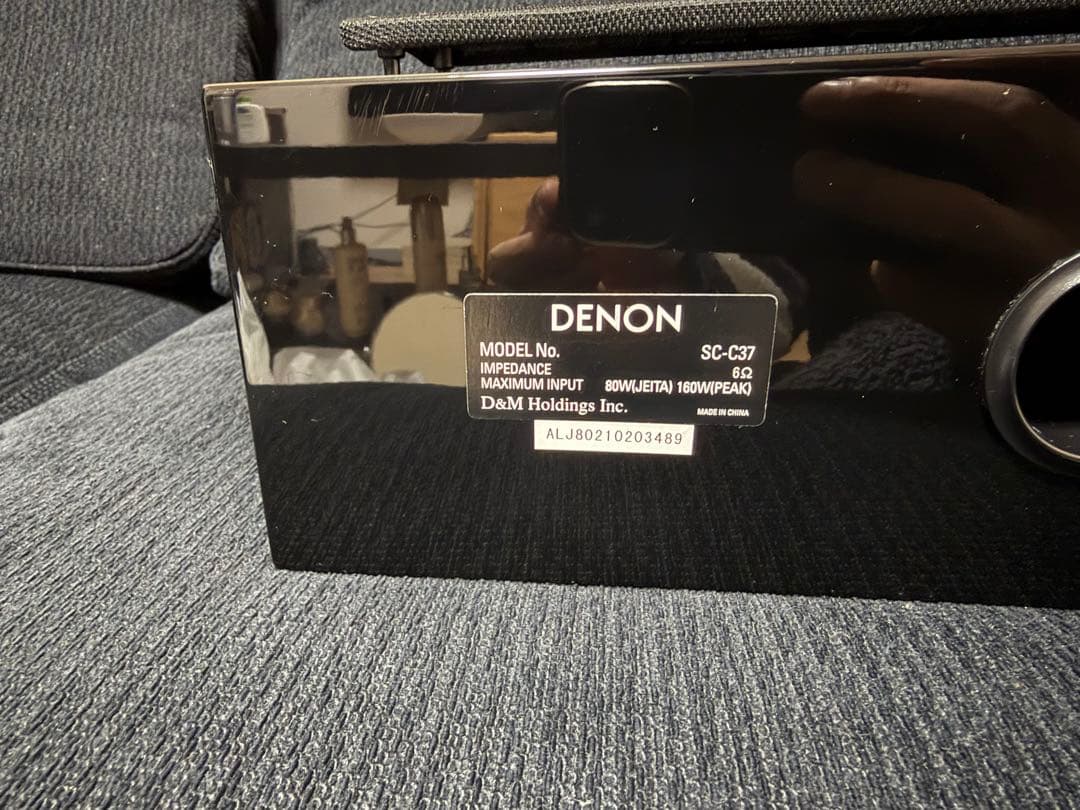 DENON
MODEL No. SC-C37
IMPEDANCE 6Ω
MAXIMUM INPUT 80W(JEITA) 160W(PEAK)
D&M Holdings Inc. MADE IN CHINA
ALJ80210203489